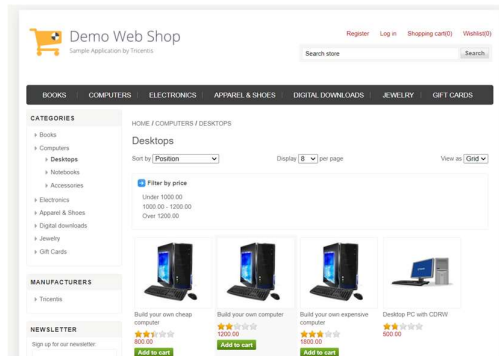 Demo Web Shop
Sample Application by Tricentis
Register Log in Shopping cart(0) Wishlist(0)
Search store Search
BOOKS COMPUTERS ELECTRONICS APPAREL & SHOES DIGITAL DOWNLOADS JEWELRY GIFT CARDS
CATEGORIES
Books
Computers
Desktops
Notebooks
Accessories
Electronics
Apparel & Shoes
Digital downloads
Jewelry
Gift Cards
MANUFACTURERS
Tricentis
NEWSLETTER
Sign up for our newsletter:
HOME / COMPUTERS / DESKTOPS
Desktops
Sort by Position Display 8 per page View as Grid
Filter by price
Under 1000.00
1000.00 - 1200.00
Over 1200.00
Build your own cheap
computer
800.00
Add to cart
Build your own computer
1200.00
Add to cart
Build your own expensive
computer
1800.00
Add to cart
Desktop PC with CDRW
500.00